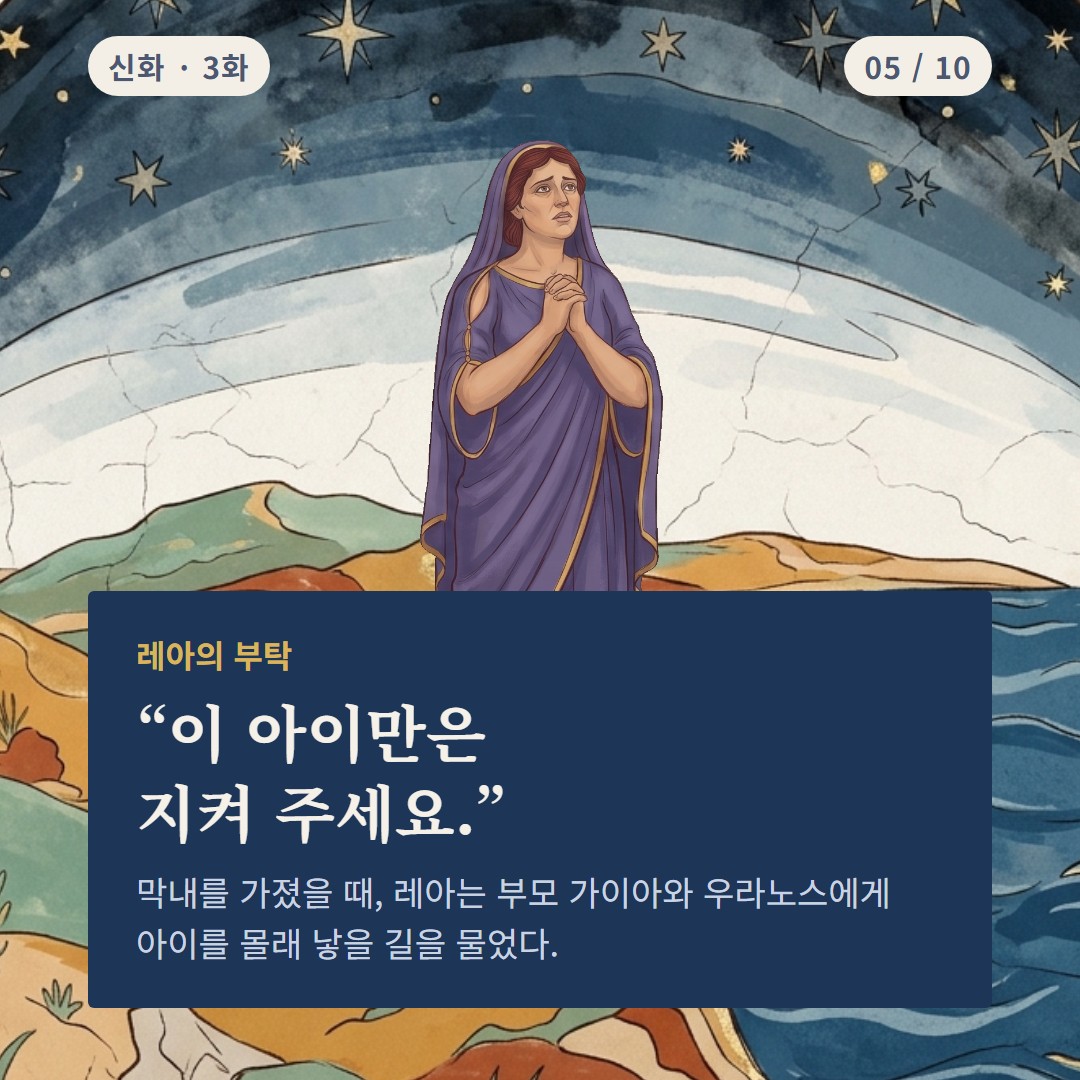 신화 · 3화
05 / 10
레아의 부탁
“이 아이만은
지켜 주세요.”
막내를 가졌을 때, 레아는 부모 가이아와 우라노스에게
아이를 몰래 낳을 길을 물었다.